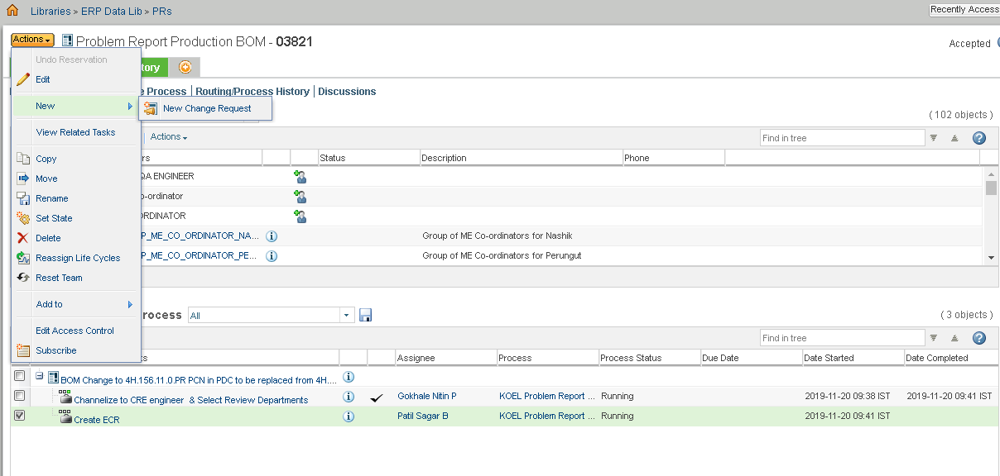 Libraries > ERP Data Lib > PRs
Recently Access
Actions
Problem Report Production BOM - 03821
Accepted
Undo Reservation
tory
Edit
e Process | Routing/Process History | Discussions
New
New Change Request
( 102 objects )
View Related Tasks
Actions
Find in tree
Copy
rs
Status
Description
Phone
Move
QA ENGINEER
Rename
o-ordinator
Set State
ORDINATOR
Delete
P_ME_CO_ORDINATOR_NA...
Group of ME Co-ordinators for Nashik
Reassign Life Cycles
P_ME_CO_ORDINATOR_PE...
Group of ME Co-ordinators for Perungut
Reset Team
Add to
rocess
All
( 3 objects )
Edit Access Control
Find in tree
Subscribe
ts
Assignee
Process
Process Status
Due Date
Date Started
Date Completed
BOM Change to 4H.156.11.0.PR PCN in PDC to be replaced from 4H....
Channelize to CRE engineer & Select Review Departments
Gokhale Nitin P
KOEL Problem Report ...
Running
2019-11-20 09:38 IST
2019-11-20 09:41 IST
Create ECR
Patil Sagar B
KOEL Problem Report ...
Running
2019-11-20 09:41 IST